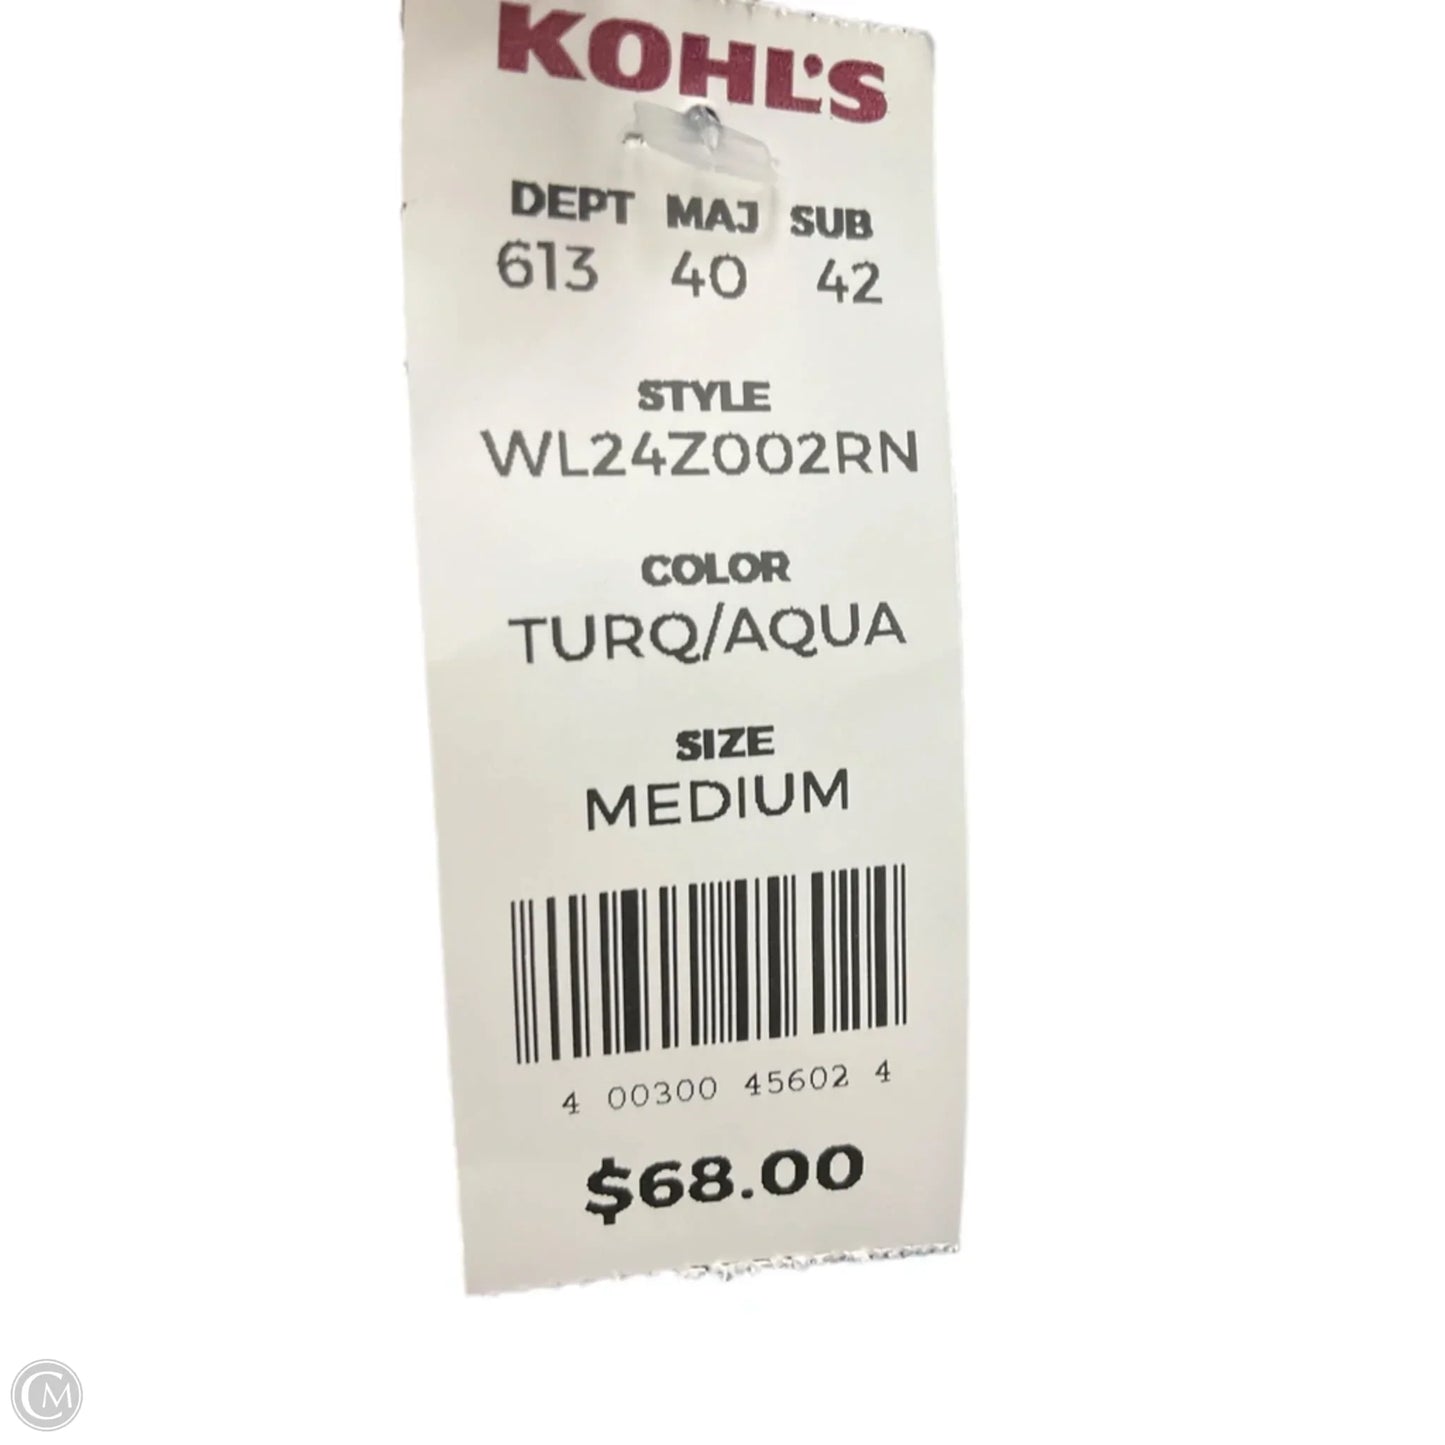 KOHL'S
DEPT MAJ SUB
613 40 42
STYLE
WL24Z002RN
COLOR
TURQ/AQUA
SIZE
MEDIUM
4 00300 45602 4
$68.00
CM